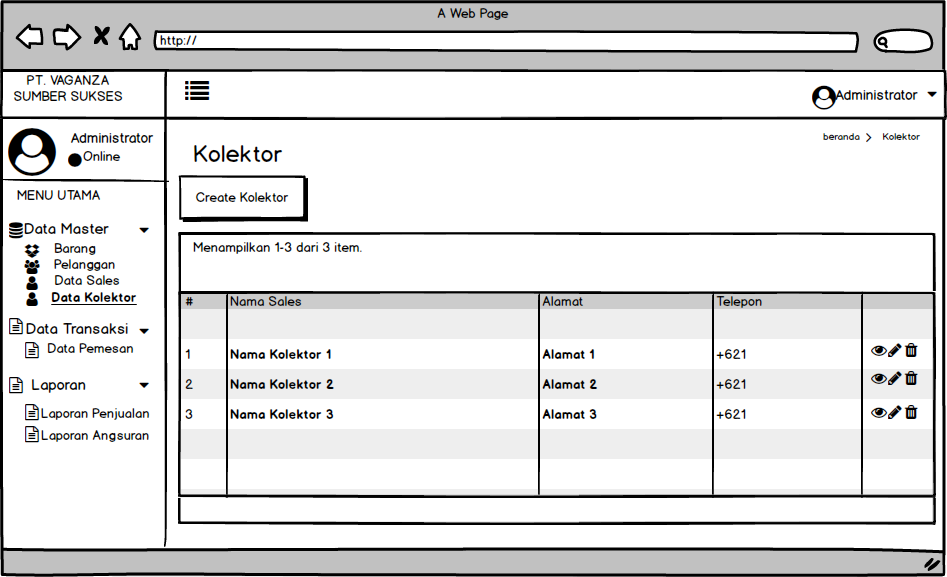 A Web Page
http://
PT. VAGANZA
SUMBER SUKSES
Administrator
Administrator
Online
MENU UTAMA
Data Master
Barang
Pelanggan
Data Sales
Data Kolektor
Data Transaksi
Data Pemesan
Laporan
Laporan Penjualan
Laporan Angsuran
beranda > Kolektor
Kolektor
Create Kolektor
Menampilkan 1-3 dari 3 item.
# Nama Sales Alamat Telepon
1 Nama Kolektor 1 Alamat 1 +621
2 Nama Kolektor 2 Alamat 2 +621
3 Nama Kolektor 3 Alamat 3 +621